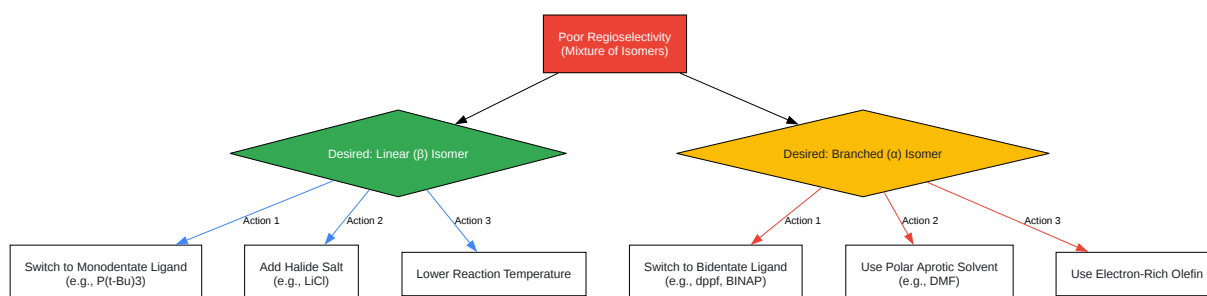 Poor Regioselectivity
(Mixture of Isomers)
Desired: Linear (β) Isomer
Desired: Branched (α) Isomer
Action 1
Action 2
Action 3
Action 1
Action 2
Action 3
Switch to Monodentate Ligand
(e.g., P(t-Bu)3)
Add Halide Salt
(e.g., LiCl)
Lower Reaction Temperature
Switch to Bidentate Ligand
(e.g., dppf, BINAP)
Use Polar Aprotic Solvent
(e.g., DMF)
Use Electron-Rich Olefin